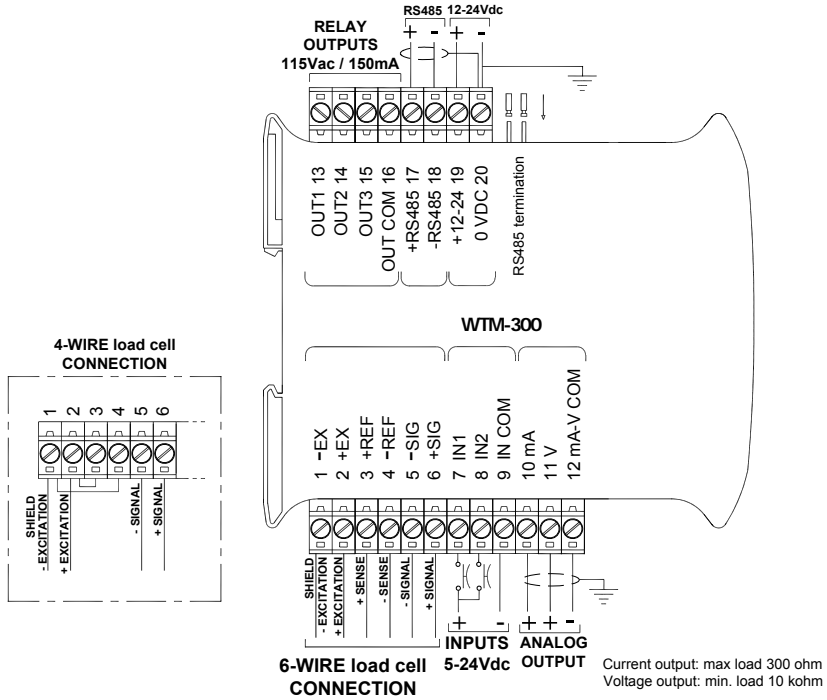 RS485 12-24Vdc
+ - + -
RELAY
OUTPUTS
115Vac / 150mA
OUT1 13
OUT2 14
OUT3 15
OUT COM 16
+RS485 17
-RS485 18
+12-24 19
0 VDC 20
RS485 termination
WTM-300
4-WIRE load cell
CONNECTION
1
2
3
4
5
6
SHIELD
- EXCITATION
+ EXCITATION
- SIGNAL
+ SIGNAL
1 -EX
2 +EX
3 +REF
4 -REF
5 -SIG
6 +SIG
7 IN1
8 IN2
9 IN COM
10 mA
11 V
12 mA-V COM
SHIELD
- EXCITATION
+ EXCITATION
+ SENSE
- SENSE
- SIGNAL
+ SIGNAL
+ -
+ + -
INPUTS
5-24Vdc
ANALOG
OUTPUT
6-WIRE load cell
CONNECTION
Current output: max load 300 ohm
Voltage output: min. load 10 kohm